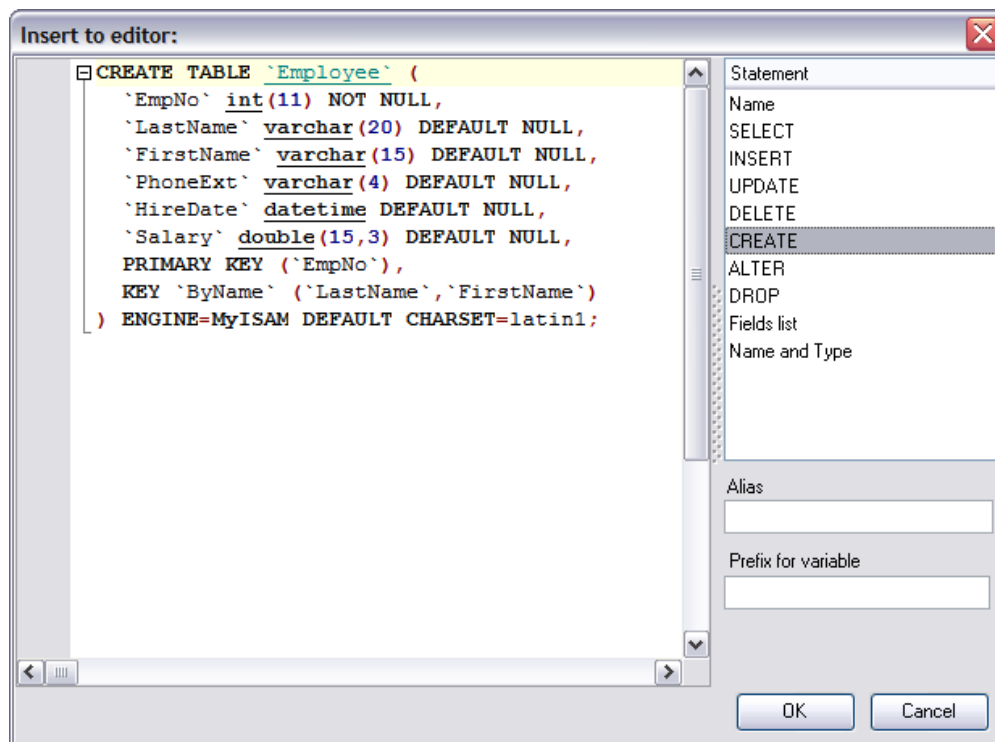 Insert to editor:
CREATE TABLE `Employee` (
`EmpNo` int(11) NOT NULL,
`LastName` varchar(20) DEFAULT NULL,
`FirstName` varchar(15) DEFAULT NULL,
`PhoneExt` varchar(4) DEFAULT NULL,
`HireDate` datetime DEFAULT NULL,
`Salary` double(15,3) DEFAULT NULL,
PRIMARY KEY (`EmpNo`),
KEY `ByName` (`LastName`,`FirstName`)
) ENGINE=MyISAM DEFAULT CHARSET=latin1;
Statement
Name
SELECT
INSERT
UPDATE
DELETE
CREATE
ALTER
DROP
Fields list
Name and Type
Alias
Prefix for variable
OK
Cancel